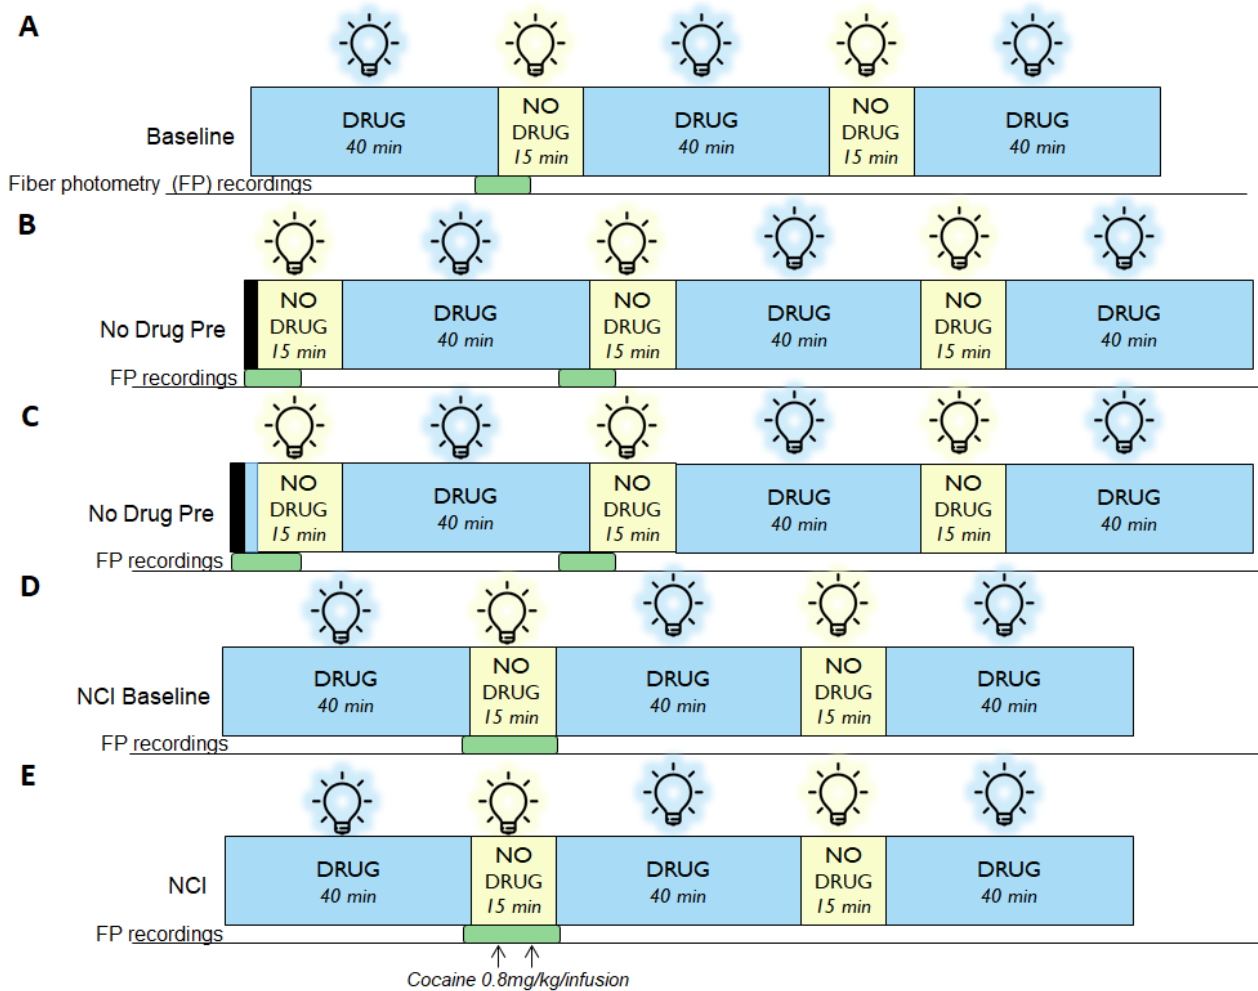 A
DRUG
40 min
NO
DRUG
15 min
DRUG
40 min
NO
DRUG
15 min
DRUG
40 min
Baseline
Fiber photometry (FP) recordings
B
NO
DRUG
15 min
DRUG
40 min
NO
DRUG
15 min
DRUG
40 min
NO
DRUG
15 min
DRUG
40 min
No Drug Pre
FP recordings
C
NO
DRUG
15 min
DRUG
40 min
NO
DRUG
15 min
DRUG
40 min
NO
DRUG
15 min
DRUG
40 min
No Drug Pre
FP recordings
D
DRUG
40 min
NO
DRUG
15 min
DRUG
40 min
NO
DRUG
15 min
DRUG
40 min
NCI Baseline
FP recordings
E
DRUG
40 min
NO
DRUG
15 min
DRUG
40 min
NO
DRUG
15 min
DRUG
40 min
NCI
FP recordings
Cocaine 0.8mg/kg/infusion